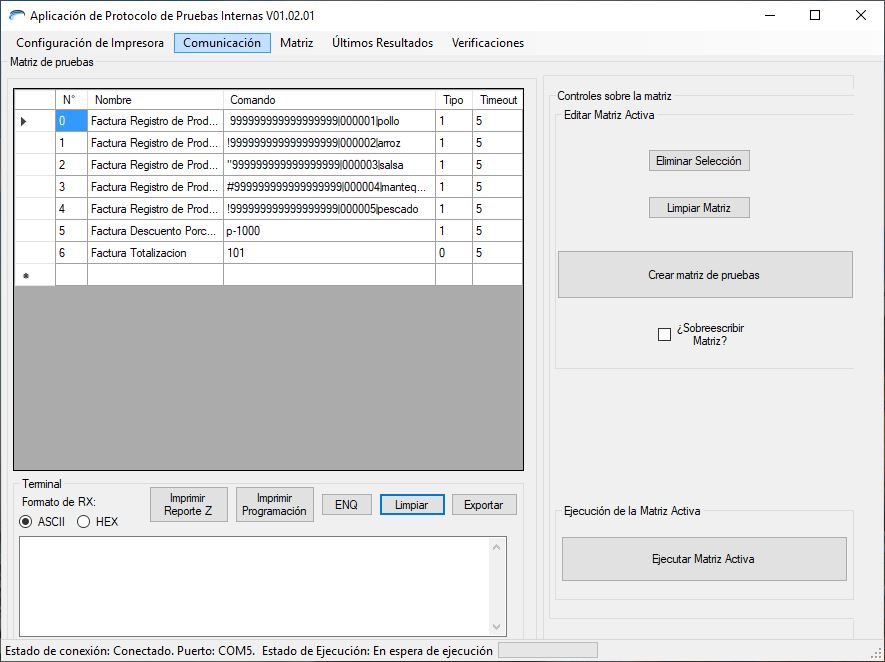 Aplicación de Protocolo de Pruebas Internas V01.02.01
Configuración de Impresora Comunicación Matriz Últimos Resultados Verificaciones
Matriz de pruebas
N° Nombre Comando Tipo Timeout
0 Factura Registro de Prod... 999999999999999999|000001|pollo 1 5
1 Factura Registro de Prod... !999999999999999999|000002|arroz 1 5
2 Factura Registro de Prod... "999999999999999999|000003|salsa 1 5
3 Factura Registro de Prod... #999999999999999999|000004|manteq... 1 5
4 Factura Registro de Prod... !999999999999999999|000005|pescado 1 5
5 Factura Descuento Porc... p-1000 1 5
6 Factura Totalizacion 101 0 5
Controles sobre la matriz
Editar Matriz Activa
Eliminar Selección
Limpiar Matriz
Crear matriz de pruebas
¿Sobreescribir
Matriz?
Terminal
Formato de RX:
ASCII HEX
Imprimir
Reporte Z
Imprimir
Programación
ENQ
Limpiar
Exportar
Ejecución de la Matriz Activa
Ejecutar Matriz Activa
Estado de conexión: Conectado. Puerto: COM5. Estado de Ejecución: En espera de ejecución